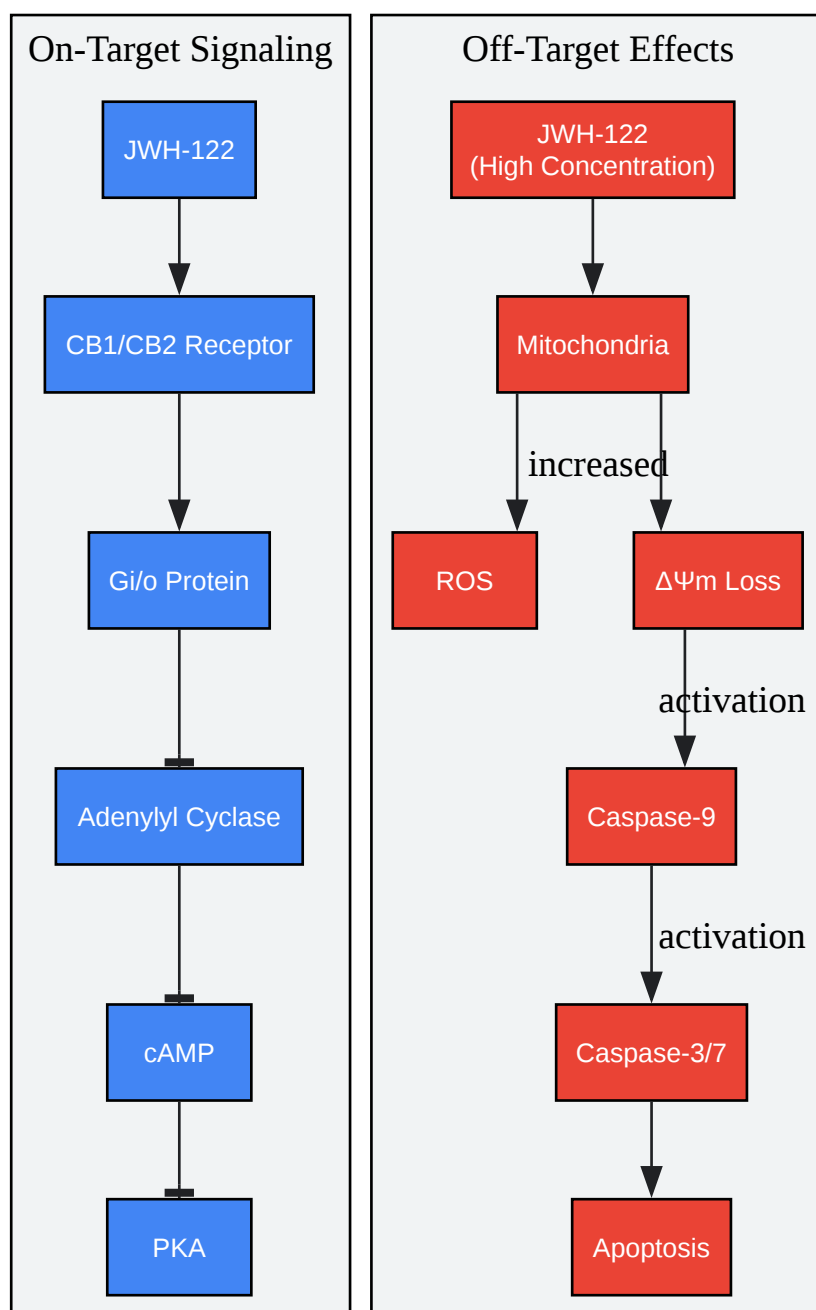 On-Target Signaling
JWH-122
CB1/CB2 Receptor
Gi/o Protein
Adenylyl Cyclase
cAMP
PKA
Off-Target Effects
JWH-122
(High Concentration)
Mitochondria
increased
ROS
ΔΨm Loss
activation
Caspase-9
activation
Caspase-3/7
Apoptosis